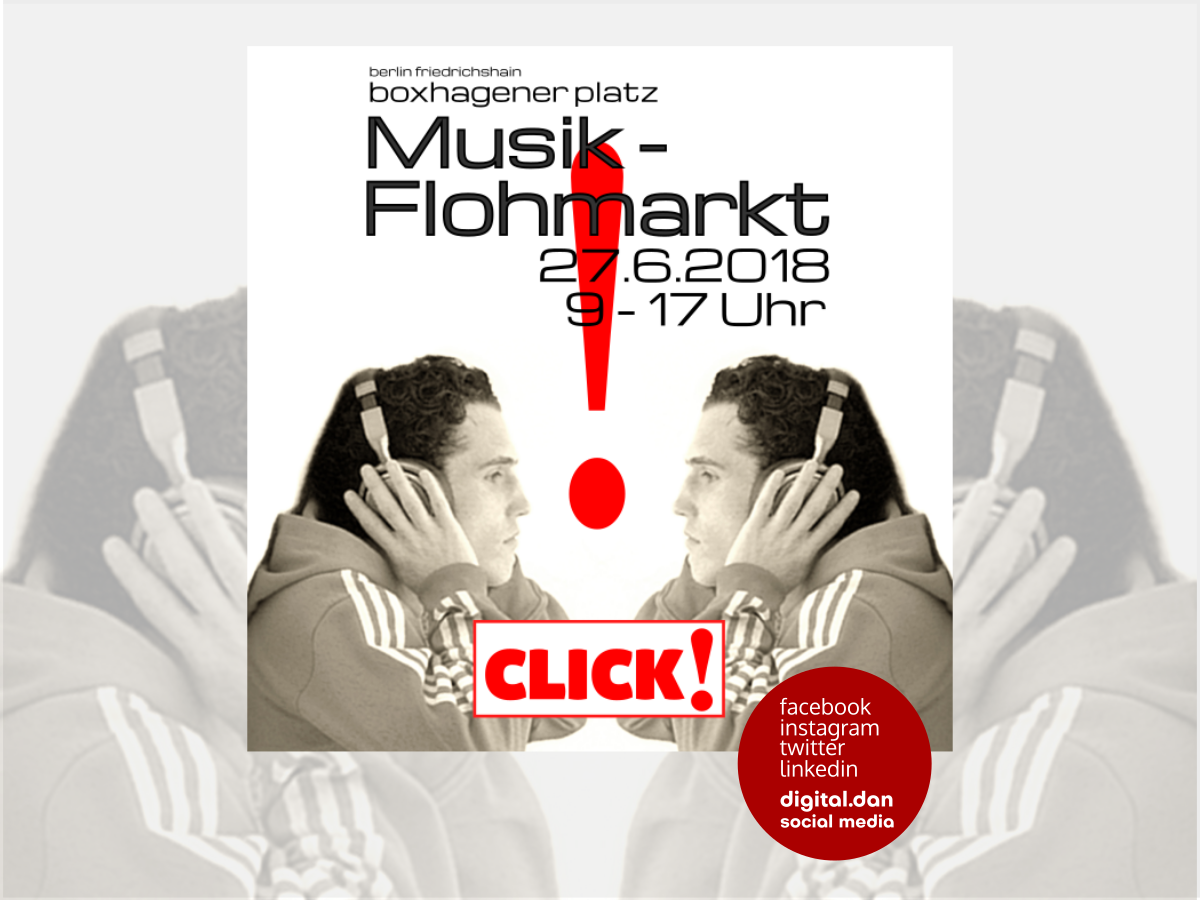 berlin friedrichshain
boxhagener platz
Musik -
Flohmarkt
27.6.2018
9 - 17 Uhr
CLICK!
facebook
instagram
twitter
linkedin
digital.dan
social media